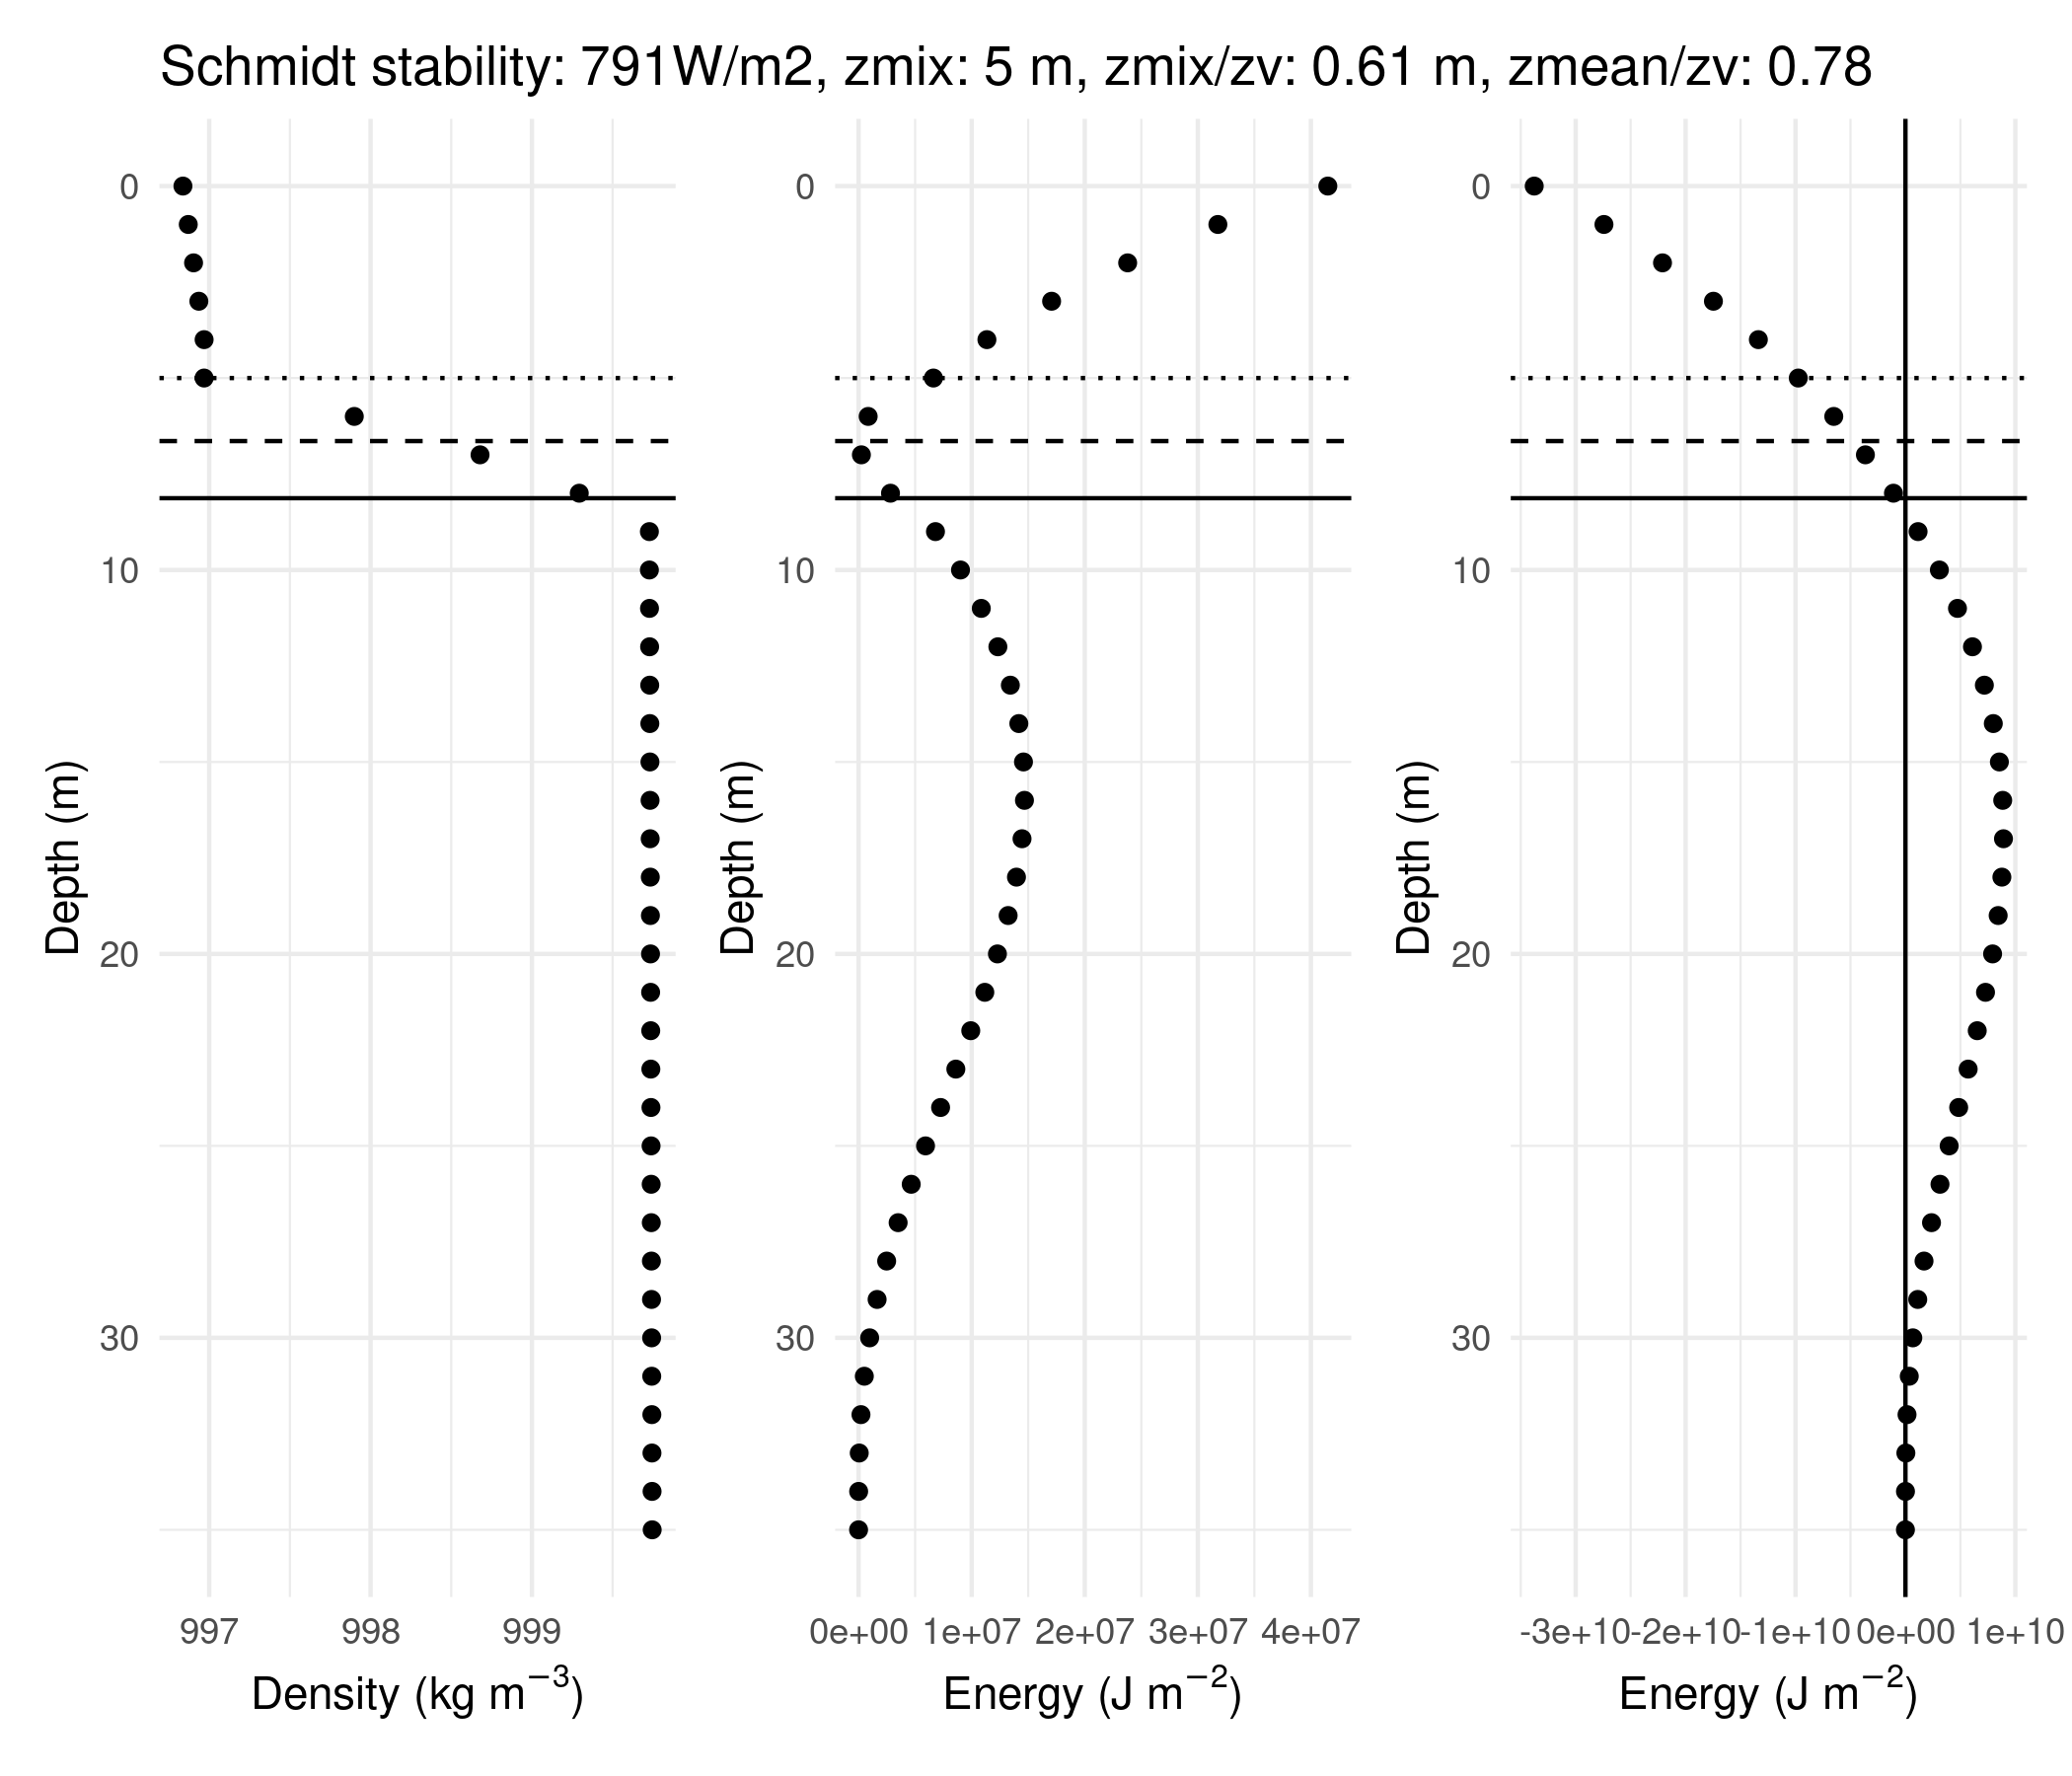 Schmidt stability: 791W/m2, zmix: 5 m, zmix/zv: 0.61 m, zmean/zv: 0.78
0
10
20
30
Depth (m)
997 998 999
Density (kg m−3)
0
10
20
30
Depth (m)
0e+00 1e+07 2e+07 3e+07 4e+07
Energy (J m−2)
0
10
20
30
Depth (m)
-3e+10 -2e+10 -1e+10 0e+00 1e+10
Energy (J m−2)